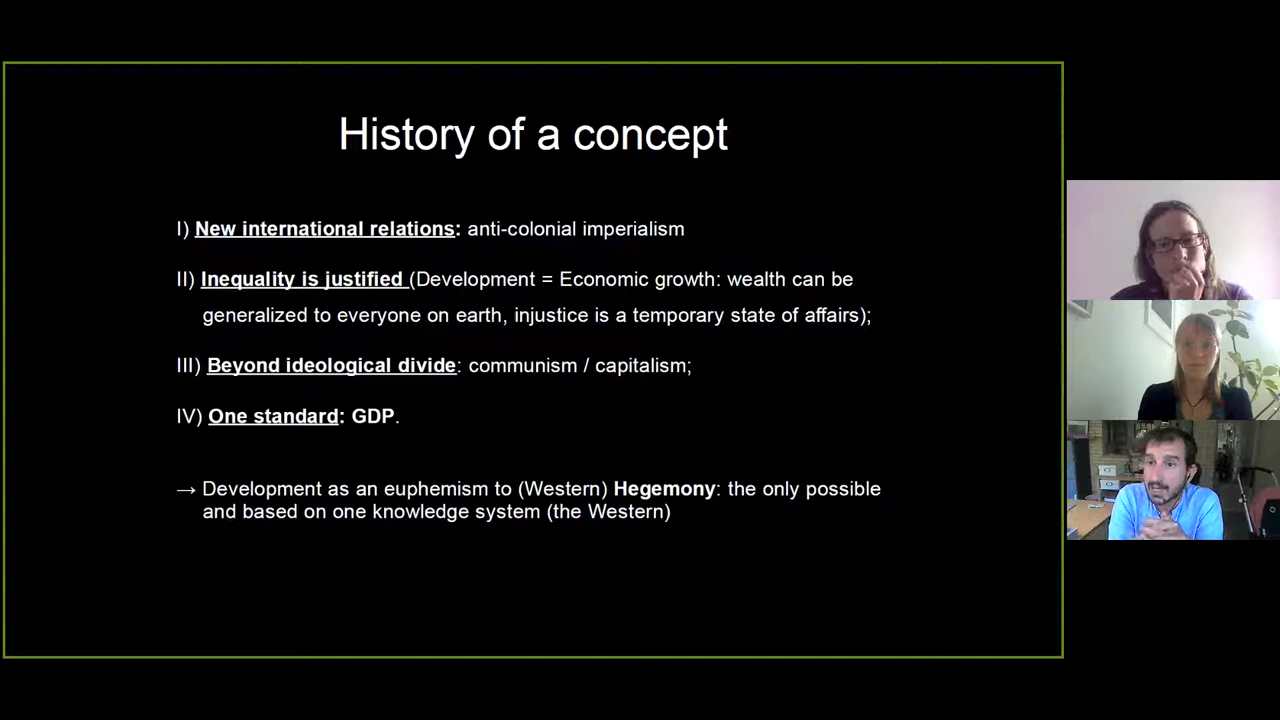 History of a concept
I) New international relations: anti-colonial imperialism
II) Inequality is justified (Development = Economic growth: wealth can be
generalized to everyone on earth, injustice is a temporary state of affairs);
III) Beyond ideological divide: communism / capitalism;
IV) One standard: GDP.
→ Development as an euphemism to (Western) Hegemony: the only possible
and based on one knowledge system (the Western)